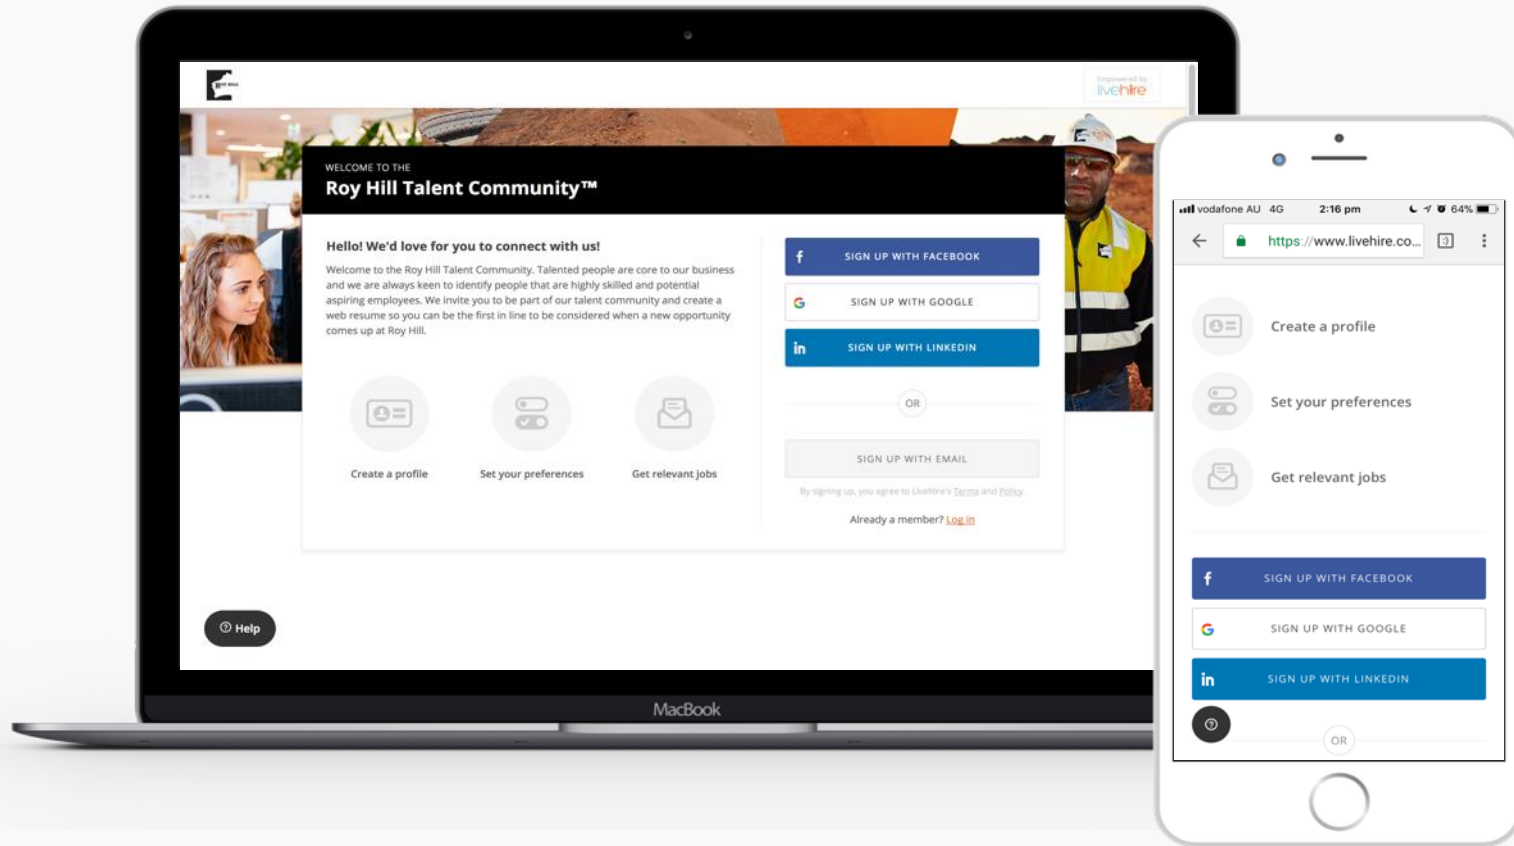 ROY HILL
Empowered by
livehire
WELCOME TO THE
Roy Hill Talent Community™
Hello! We'd love for you to connect with us!
Welcome to the Roy Hill Talent Community. Talented people are core to our business
and we are always keen to identify people that are highly skilled and potential
aspiring employees. We invite you to be part of our talent community and create a
web resume so you can be the first in line to be considered when a new opportunity
comes up at Roy Hill.
Create a profile
Set your preferences
Get relevant jobs
SIGN UP WITH FACEBOOK
SIGN UP WITH GOOGLE
SIGN UP WITH LINKEDIN
OR
SIGN UP WITH EMAIL
By signing up, you agree to LiveHire's Terms and Policy.
Already a member? Log in
Help
MacBook
vodafone AU 4G 2:16 pm 64%
https://www.livehire.co...
Create a profile
Set your preferences
Get relevant jobs
SIGN UP WITH FACEBOOK
SIGN UP WITH GOOGLE
SIGN UP WITH LINKEDIN
OR